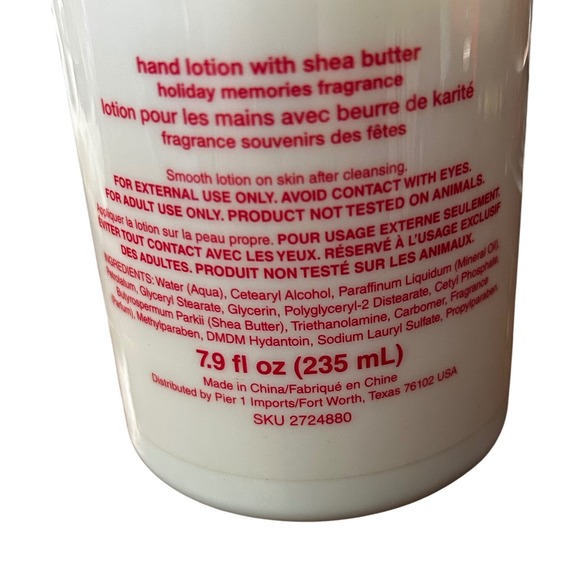 hand lotion with shea butter
holiday memories fragrance
lotion pour les mains avec beurre de karité
fragrance souvenirs des fêtes
Smooth lotion on skin after cleansing.
FOR EXTERNAL USE ONLY. AVOID CONTACT WITH EYES.
FOR ADULT USE ONLY. PRODUCT NOT TESTED ON ANIMALS.
Appliquer la lotion sur la peau propre. POUR USAGE EXTERNE SEULEMENT.
ÉVITER TOUT CONTACT AVEC LES YEUX. RÉSERVÉ À L'USAGE EXCLUSIF
DES ADULTES. PRODUIT NON TESTÉ SUR LES ANIMAUX.
INGREDIENTS: Water (Aqua), Cetearyl Alcohol, Paraffinum Liquidum (Mineral Oil),
Petrolatum, Glyceryl Stearate, Glycerin, Polyglyceryl-2 Distearate, Cetyl Phosphate,
Butyrospermum Parkii (Shea Butter), Triethanolamine, Carbomer, Fragrance
(Parfum), Methylparaben, DMDM Hydantoin, Sodium Lauryl Sulfate, Propylparaben.
7.9 fl oz (235 mL)
Made in China/Fabriqué en Chine
Distributed by Pier 1 Imports/Fort Worth, Texas 76102 USA
SKU 2724880